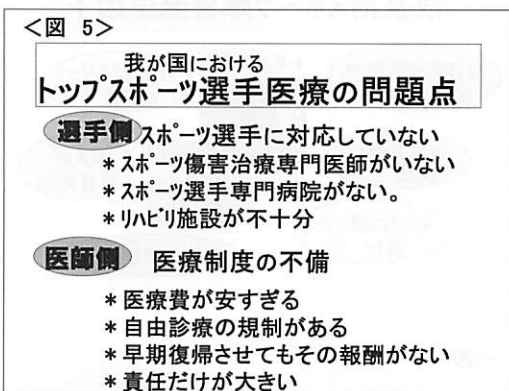 <図 5>
我が国における
トップスポーツ選手医療の問題点
選手側 スポーツ選手に対応していない
＊スポーツ傷害治療専門医師がいない
＊スポーツ選手専門病院がない。
＊リハビリ施設が不十分
医師側 医療制度の不備
＊医療費が安すぎる
＊自由診療の規制がある
＊早期復帰させてもその報酬がない
＊責任だけが大きい